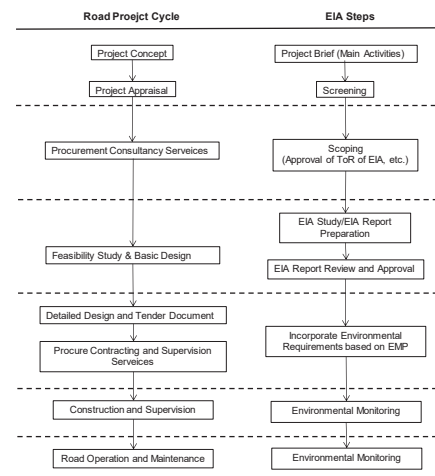 Road Proejct Cycle
EIA Steps
Project Concept
Project Brief (Main Activities)
Project Appraisal
Screening
Procurement Consultancy Serveices
Scoping
(Approval of ToR of EIA, etc.)
EIA Study/EIA Report
Preparation
Feasibility Study & Basic Design
EIA Report Review and Approval
Detailed Design and Tender Document
Procure Contracting and Supervision
Serveices
Incorporate Environmental
Requirements based on EMP
Construction and Supervision
Environmental Monitoring
Road Operation and Maintenance
Environmental Monitoring